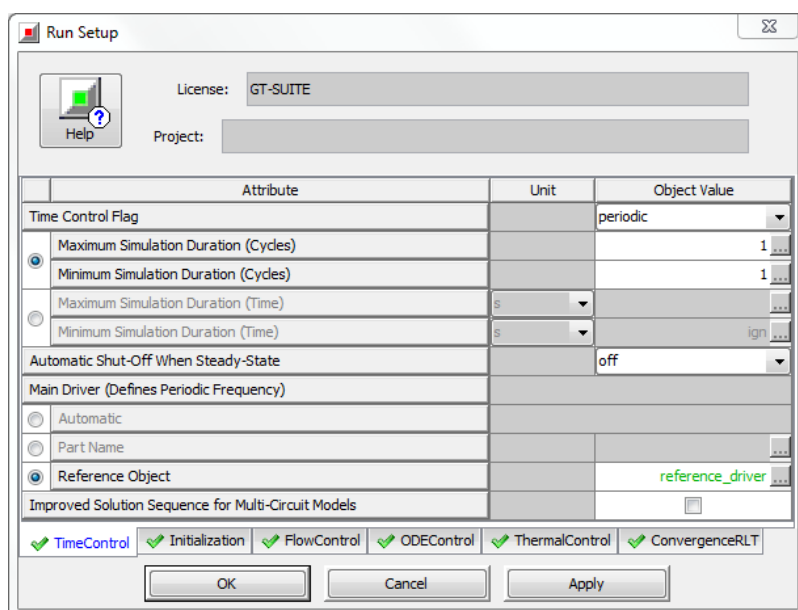 Run Setup
License: GT-SUITE
Help
Project:
Attribute Unit Object Value
Time Control Flag periodic
Maximum Simulation Duration (Cycles) 1 ...
Minimum Simulation Duration (Cycles) 1 ...
Maximum Simulation Duration (Time) s ...
Minimum Simulation Duration (Time) s ign ...
Automatic Shut-Off When Steady-State off
Main Driver (Defines Periodic Frequency)
Automatic
Part Name ...
Reference Object reference_driver ...
Improved Solution Sequence for Multi-Circuit Models
TimeControl Initialization FlowControl ODEControl ThermalControl ConvergenceRLT
OK Cancel Apply